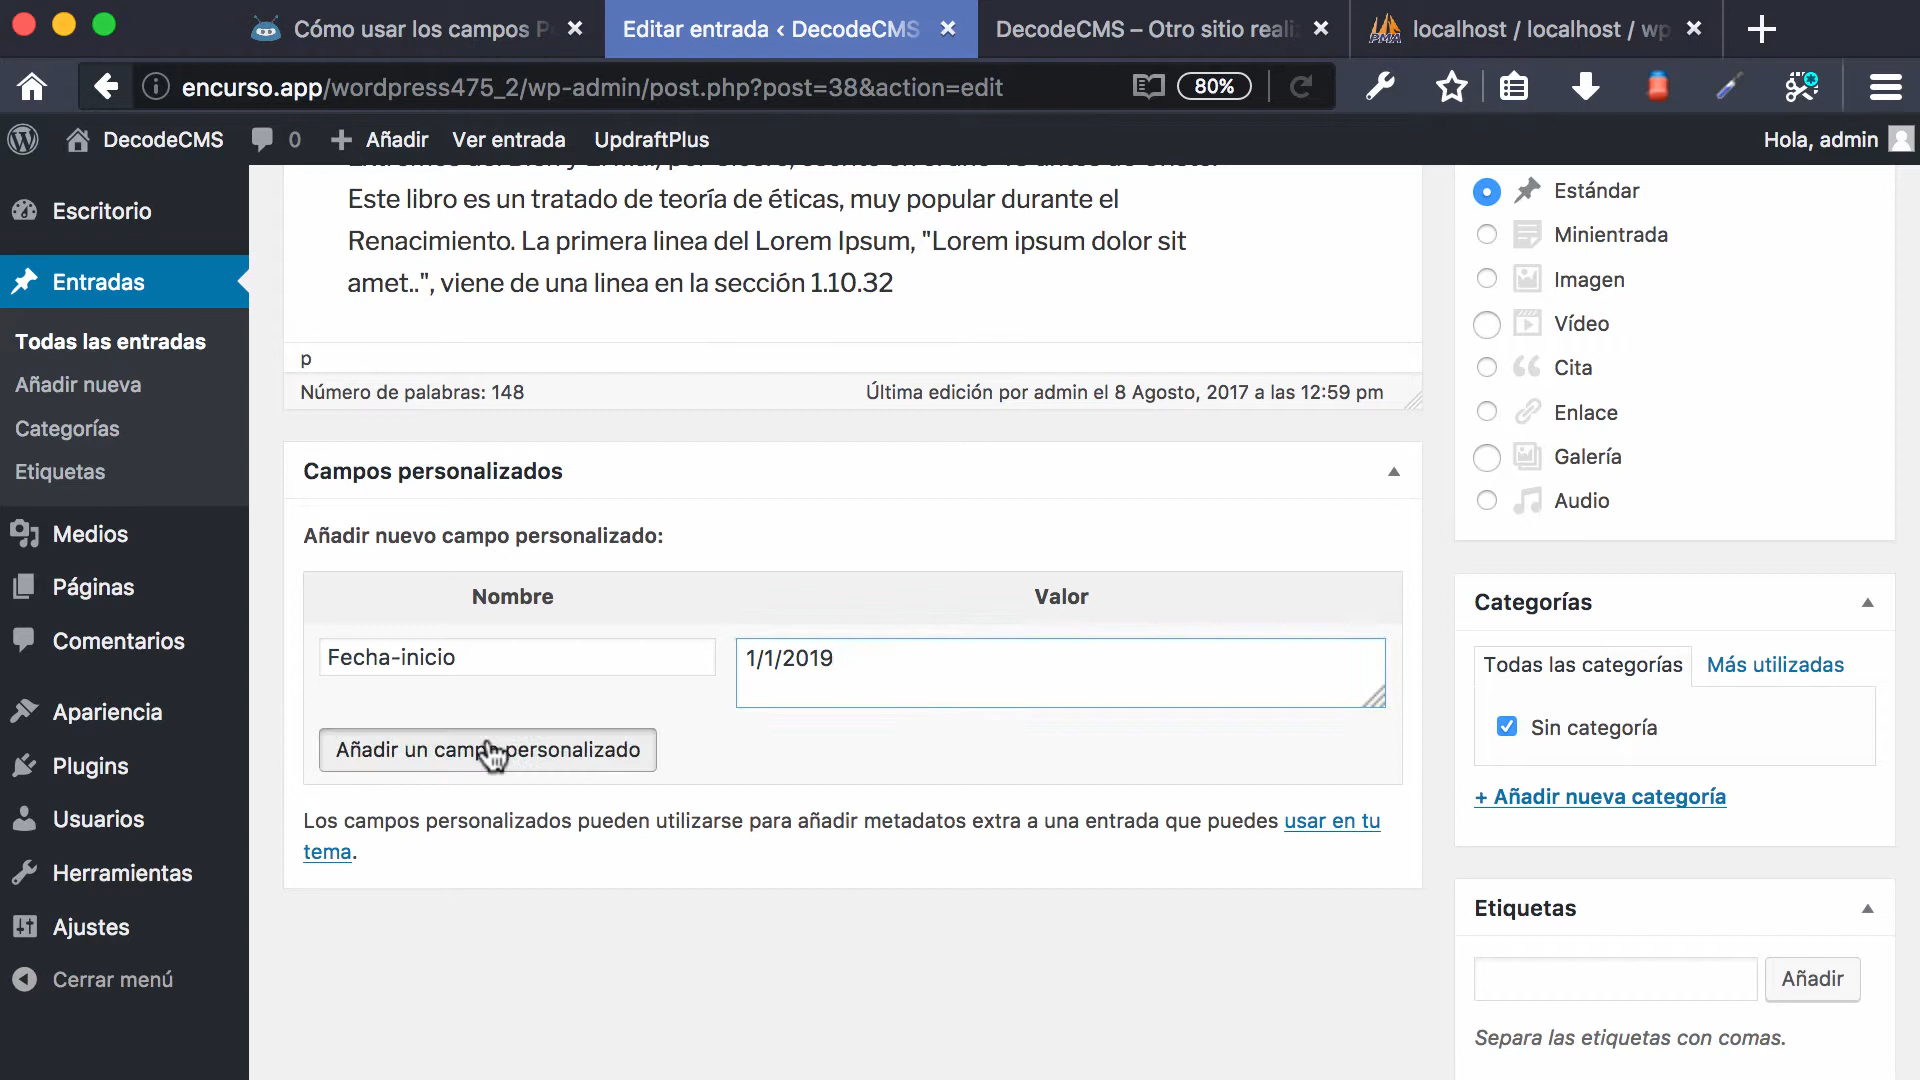 Cómo usar los campos P
Editar entrada ‹ DecodeCMS
DecodeCMS – Otro sitio reali
localhost / localhost / wp
encurso.app/wordpress475_2/wp-admin/post.php?post=38&action=edit
80%
DecodeCMS
0
Añadir
Ver entrada
UpdraftPlus
Hola, admin
Escritorio
Entradas
Todas las entradas
Añadir nueva
Categorías
Etiquetas
Medios
Páginas
Comentarios
Apariencia
Plugins
Usuarios
Herramientas
Ajustes
Cerrar menú
Este libro es un tratado de teoría de éticas, muy popular durante el
Renacimiento. La primera linea del Lorem Ipsum, "Lorem ipsum dolor sit
amet..", viene de una linea en la sección 1.10.32
p
Número de palabras: 148
Última edición por admin el 8 Agosto, 2017 a las 12:59 pm
Campos personalizados
Añadir nuevo campo personalizado:
Nombre
Valor
Fecha-inicio
1/1/2019
Añadir un campo personalizado
Los campos personalizados pueden utilizarse para añadir metadatos extra a una entrada que puedes usar en tu
tema.
Estándar
Minientrada
Imagen
Vídeo
Cita
Enlace
Galería
Audio
Categorías
Todas las categorías
Más utilizadas
Sin categoría
+ Añadir nueva categoría
Etiquetas
Añadir
Separa las etiquetas con comas.